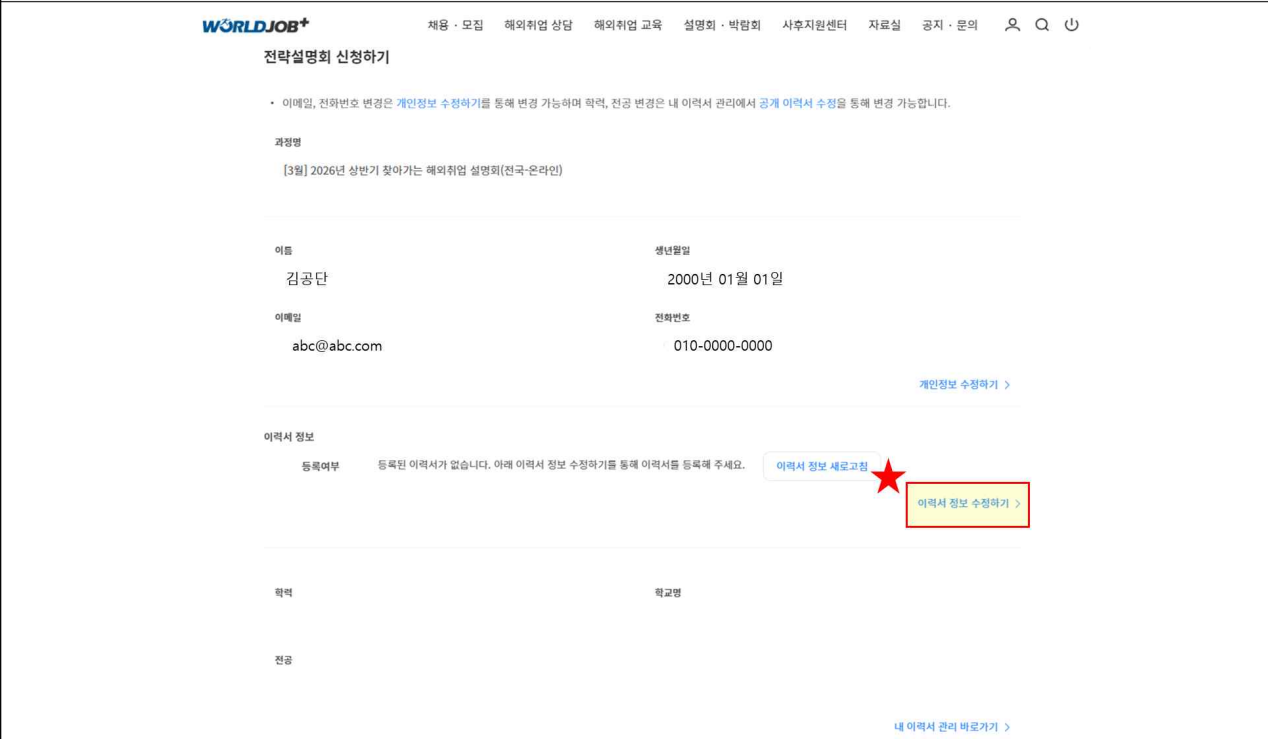 WORLDJOB+ 채용 · 모집 해외취업 상담 해외취업 교육 설명회 · 박람회 사후지원센터 자료실 공지 · 문의
전략설명회 신청하기
• 이메일, 전화번호 변경은 개인정보 수정하기를 통해 변경 가능하며 학력, 전공 변경은 내 이력서 관리에서 공개 이력서 수정을 통해 변경 가능합니다.
과정명
[3월] 2026년 상반기 찾아가는 해외취업 설명회(전국-온라인)
이름 생년월일
김공단 2000년 01월 01일
이메일 전화번호
abc@abc.com 010-0000-0000
개인정보 수정하기 >
이력서 정보
등록여부 등록된 이력서가 없습니다. 아래 이력서 정보 수정하기를 통해 이력서를 등록해 주세요. 이력서 정보 새로고침
이력서 정보 수정하기 >
학력 학교명
전공
내 이력서 관리 바로가기 >